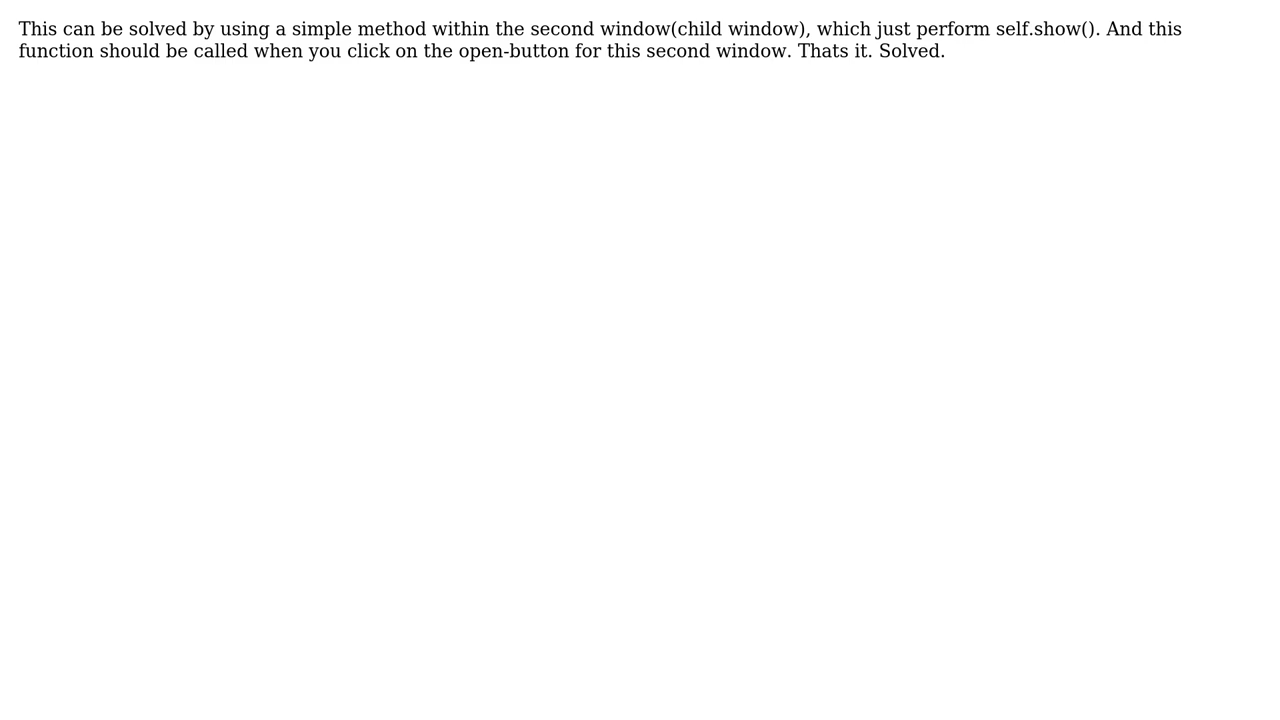 This can be solved by using a simple method within the second window(child window), which just perform self.show(). And this
function should be called when you click on the open-button for this second window. Thats it. Solved.